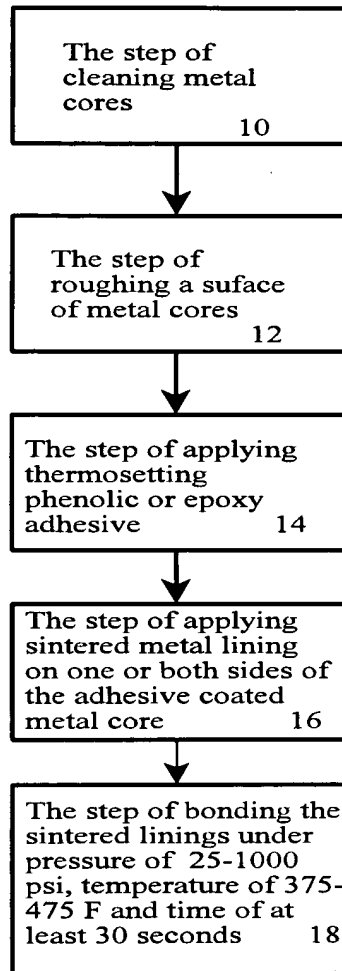 The step of
cleaning metal
cores
10
The step of
roughing a suface
of metal cores
12
The step of applying
thermosetting
phenolic or epoxy
adhesive 14
The step of applying
sintered metal lining
on one or both sides of
the adhesive coated
metal core 16
The step of bonding the
sintered linings under
pressure of 25-1000
psi, temperature of 375-
475 F and time of at
least 30 seconds 18